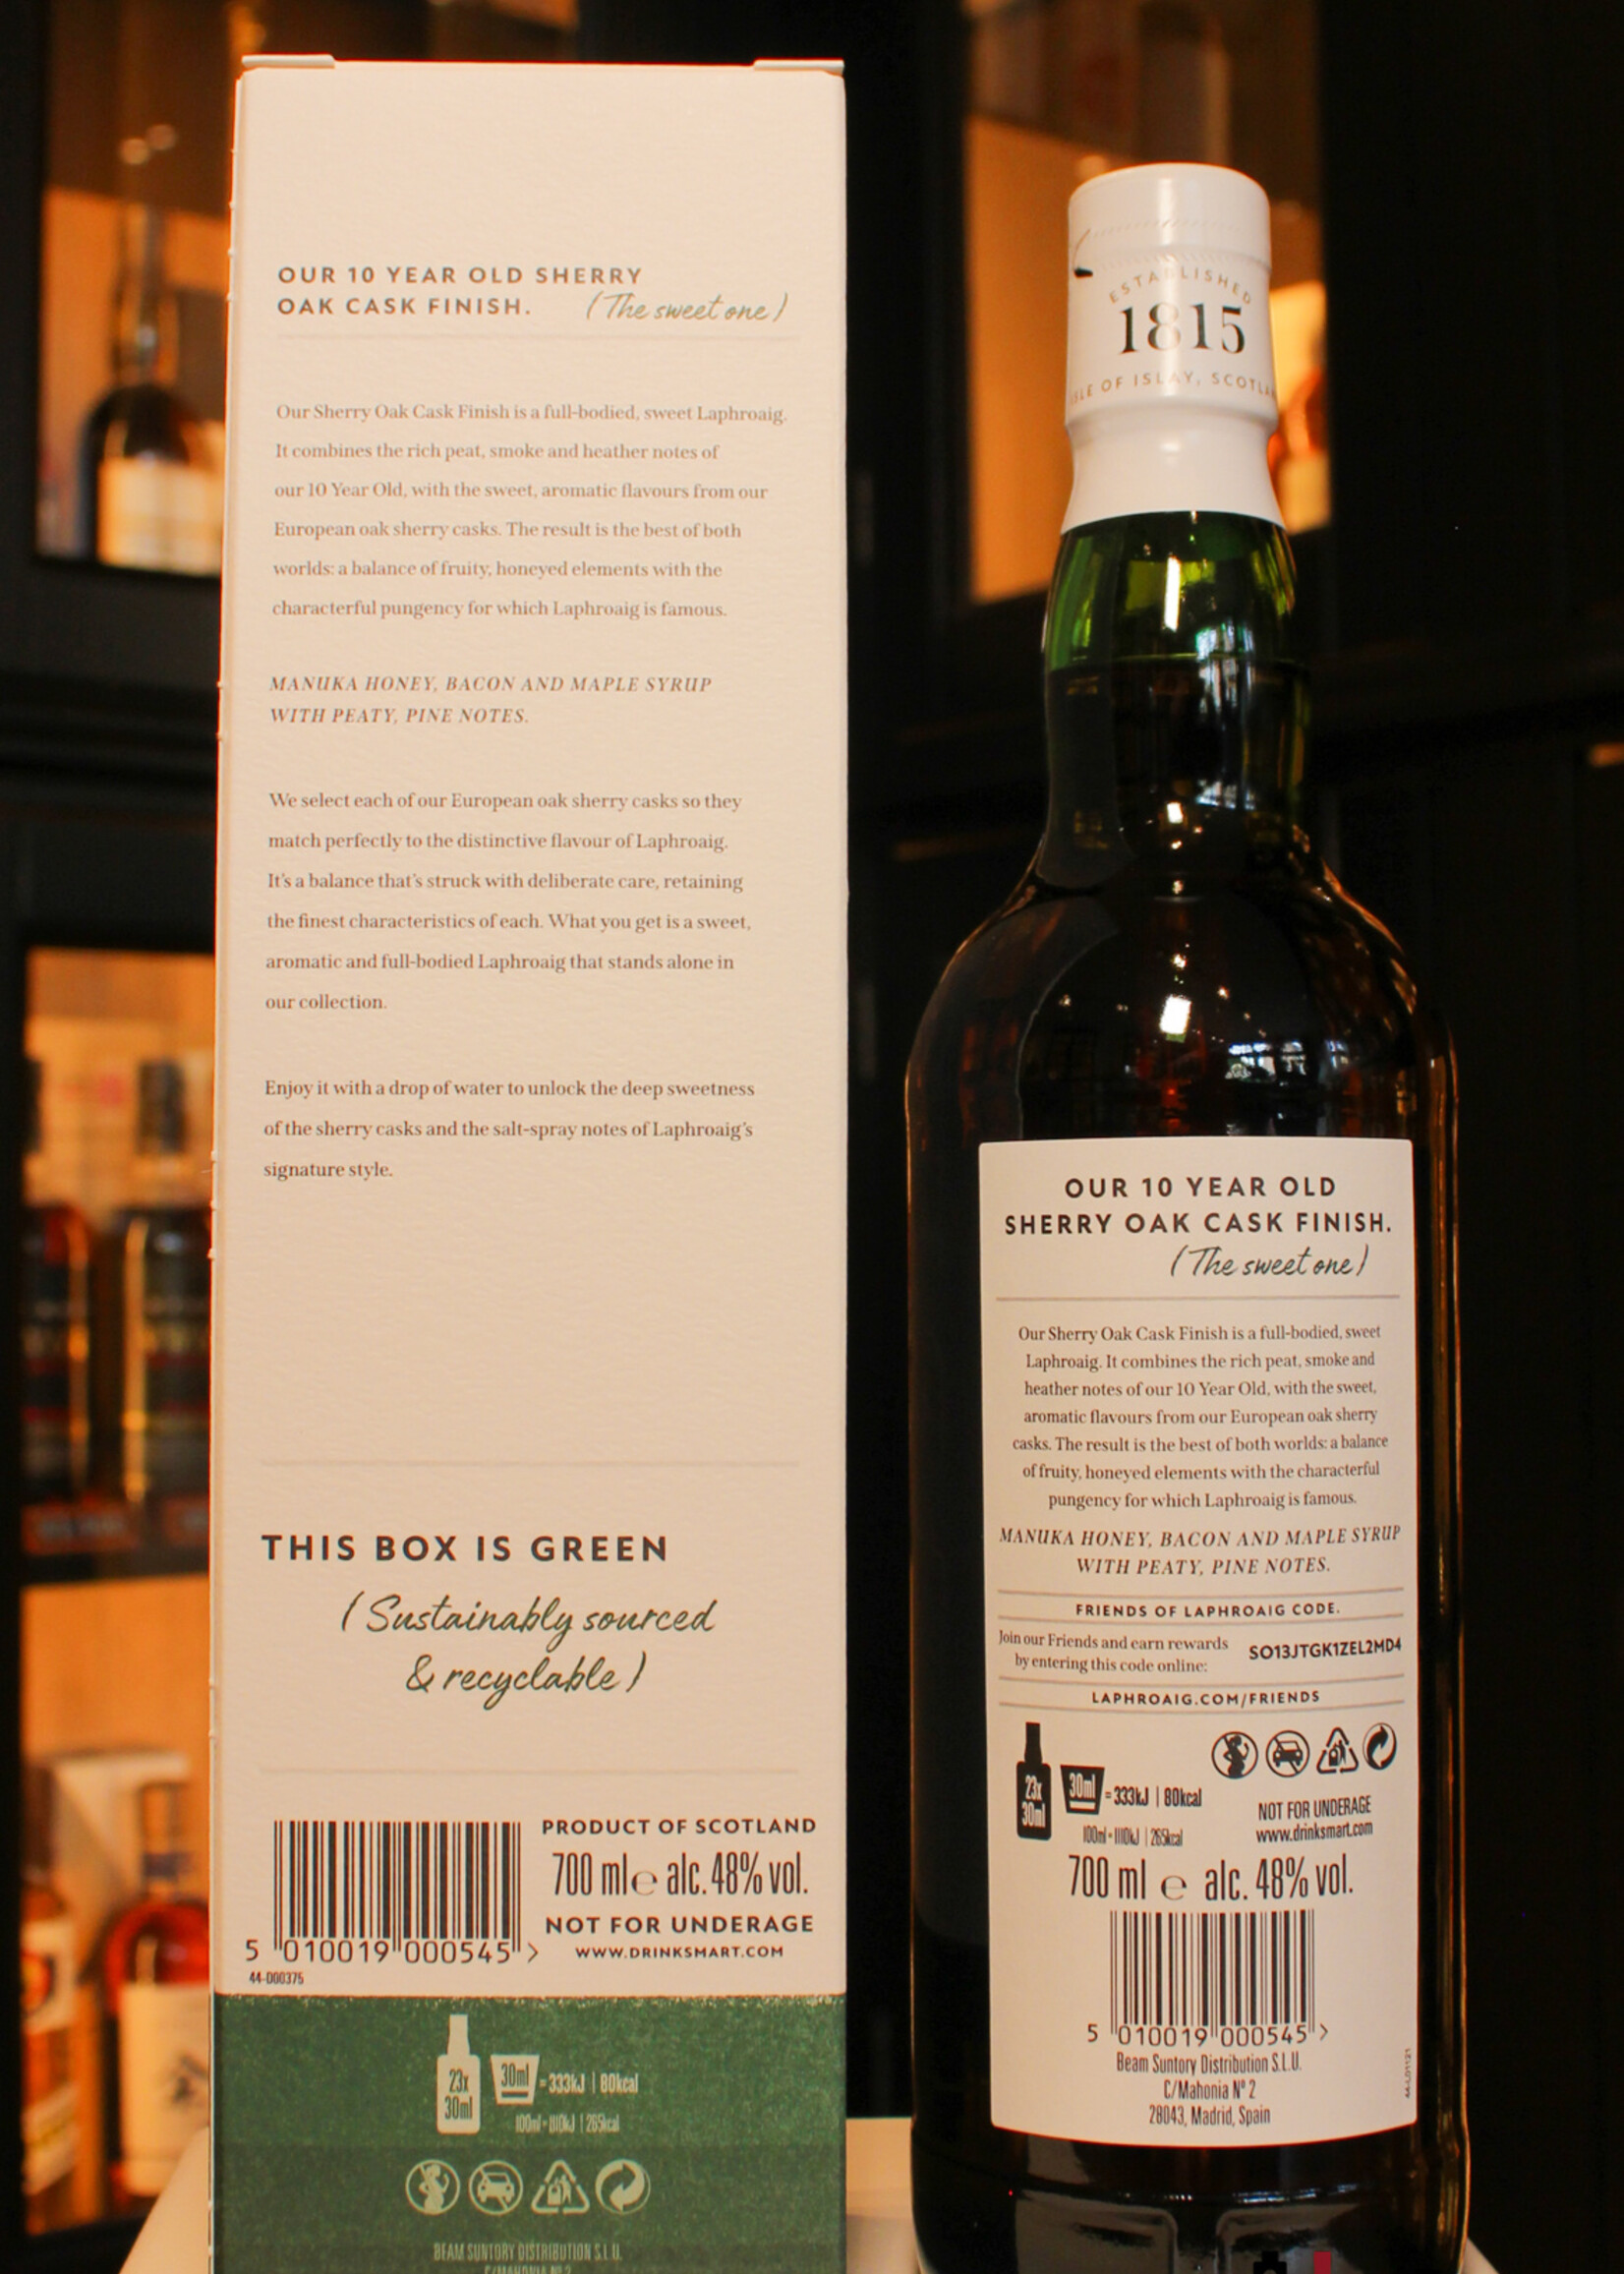 OUR 10 YEAR OLD SHERRY
OAK CASK FINISH. (The sweet one)
Our Sherry Oak Cask Finish is a full-bodied, sweet Laphroaig.
It combines the rich peat, smoke and heather notes of
our 10 Year Old, with the sweet, aromatic flavours from our
European oak sherry casks. The result is the best of both
worlds: a balance of fruity, honeyed elements with the
characterful pungency for which Laphroaig is famous.
MANUKA HONEY, BACON AND MAPLE SYRUP
WITH PEATY, PINE NOTES.
We select each of our European oak sherry casks so they
match perfectly to the distinctive flavour of Laphroaig.
It's a balance that's struck with deliberate care, retaining
the finest characteristics of each. What you get is a sweet,
aromatic and full-bodied Laphroaig that stands alone in
our collection.
Enjoy it with a drop of water to unlock the deep sweetness
of the sherry casks and the salt-spray notes of Laphroaig's
signature style.
THIS BOX IS GREEN
(Sustainably sourced
& recyclable)
PRODUCT OF SCOTLAND
700 ml e alc. 48% vol.
NOT FOR UNDERAGE
WWW.DRINKSMART.COM
5 010019 000545 >
44-D00375
23x
30ml
30ml = 333kJ | 80kcal
100ml = 1110kJ | 265kcal
BEAM SUNTORY DISTRIBUTION S.L.U.
C/MAHONIA Nº 2
ESTABLISHED
1815
ISLE OF ISLAY, SCOTLAND
OUR 10 YEAR OLD
SHERRY OAK CASK FINISH.
(The sweet one)
Our Sherry Oak Cask Finish is a full-bodied, sweet
Laphroaig. It combines the rich peat, smoke and
heather notes of our 10 Year Old, with the sweet,
aromatic flavours from our European oak sherry
casks. The result is the best of both worlds: a balance
of fruity, honeyed elements with the characterful
pungency for which Laphroaig is famous.
MANUKA HONEY, BACON AND MAPLE SYRUP
WITH PEATY, PINE NOTES.
FRIENDS OF LAPHROAIG CODE.
Join our Friends and earn rewards
by entering this code online:
SO13JTGK1ZEL2MD4
LAPHROAIG.COM/FRIENDS
23x
30ml
30ml = 333kJ | 80kcal
100ml = 1110kJ | 265kcal
NOT FOR UNDERAGE
www.drinksmart.com
700 ml e alc. 48% vol.
5 010019 000545 >
Beam Suntory Distribution S.L.U.
C/Mahonia Nº 2
28043, Madrid, Spain